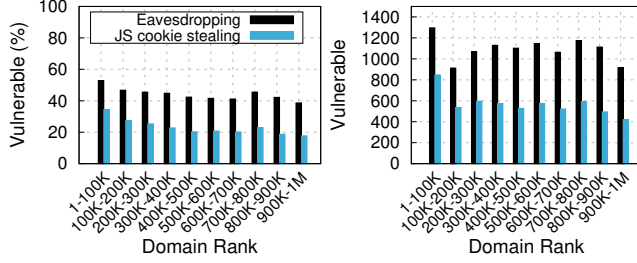 Eavesdropping
JS cookie stealing
Vulnerable (%)
100
80
60
40
20
0
1-100K
100K-200K
200K-300K
300K-400K
400K-500K
500K-600K
600K-700K
700K-800K
800K-900K
900K-1M
Domain Rank
Vulnerable
1400
1200
1000
800
600
400
200
0
1-100K
100K-200K
200K-300K
300K-400K
400K-500K
500K-600K
600K-700K
700K-800K
800K-900K
900K-1M
Domain Rank